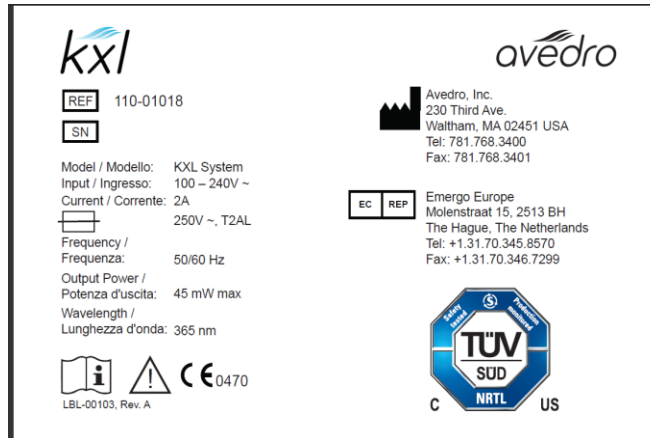 kxl
avedro
REF 110-01018
SN
Model / Modello: KXL System
Input / Ingresso: 100 – 240V ~
Current / Corrente: 2A
250V ~, T2AL
Frequency /
Frequenza: 50/60 Hz
Output Power /
Potenza d'uscita: 45 mW max
Wavelength /
Lunghezza d'onda: 365 nm
i ! CE 0470
LBL-00103, Rev. A
Avedro, Inc.
230 Third Ave.
Waltham, MA 02451 USA
Tel: 781.768.3400
Fax: 781.768.3401
EC REP
Emergo Europe
Molenstraat 15, 2513 BH
The Hague, The Netherlands
Tel: +1.31.70.345.8570
Fax: +1.31.70.346.7299
Safety tested
S
Production monitored
TÜV
SÜD
NRTL
C US